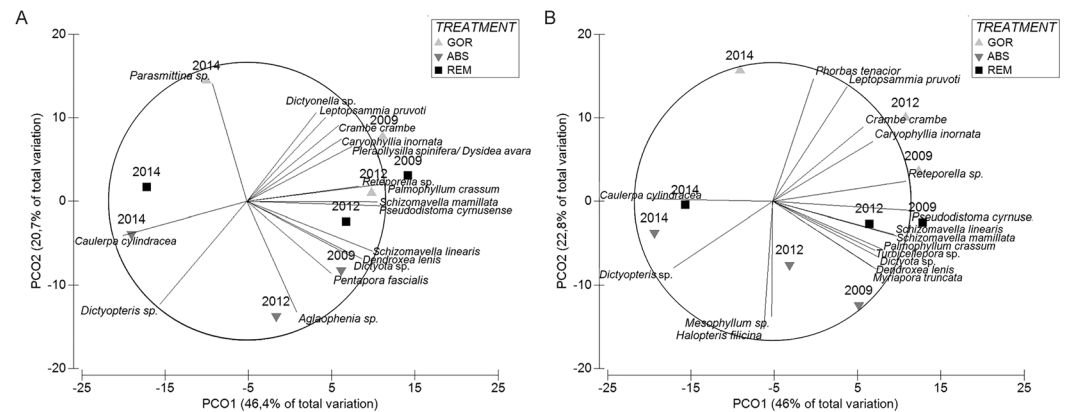 A
TREATMENT
GOR
ABS
REM
PCO2 (20,7% of total variation)
20
10
0
-10
-20
-25
-15
-5
5
15
25
PCO1 (46,4% of total variation)
2014
Parasmittina sp.
Dictyonella sp.
Leptopsammia pruvoti
2009
Crambe crambe
Caryophyllia inornata
Pleraplysilla spinifera/ Dysidea avara
2014
2012
2009
Reteporella sp.
Palmophyllum crassum
Schizomavella mamillata
Pseudodistoma cyrnusense
2012
2014
Caulerpa cylindracea
Schizomavella linearis
2009
Dendroxea lenis
Dictyota sp.
Pentapora fascialis
2012
Dictyopteris sp.
Aglaophenia sp.
B
TREATMENT
GOR
ABS
REM
PCO2 (22,8% of total variation)
20
10
0
-10
-20
-25
-15
-5
5
15
25
PCO1 (46% of total variation)
2014
Phorbas tenacior
Leptopsammia pruvoti
2012
Crambe crambe
Caryophyllia inornata
2009
Reteporella sp.
Caulerpa cylindracea
2014
2012
2009
Pseudodistoma cyrnuse
Schizomavella linearis
Schizomavella mamillata
Palmophyllum crassum
Turbicellepora sp.
Dictyota sp.
Dendroxea lenis
Myriapora truncata
2014
2012
Dictyopteris sp.
2009
Mesophyllum sp.
Halopteris filicina